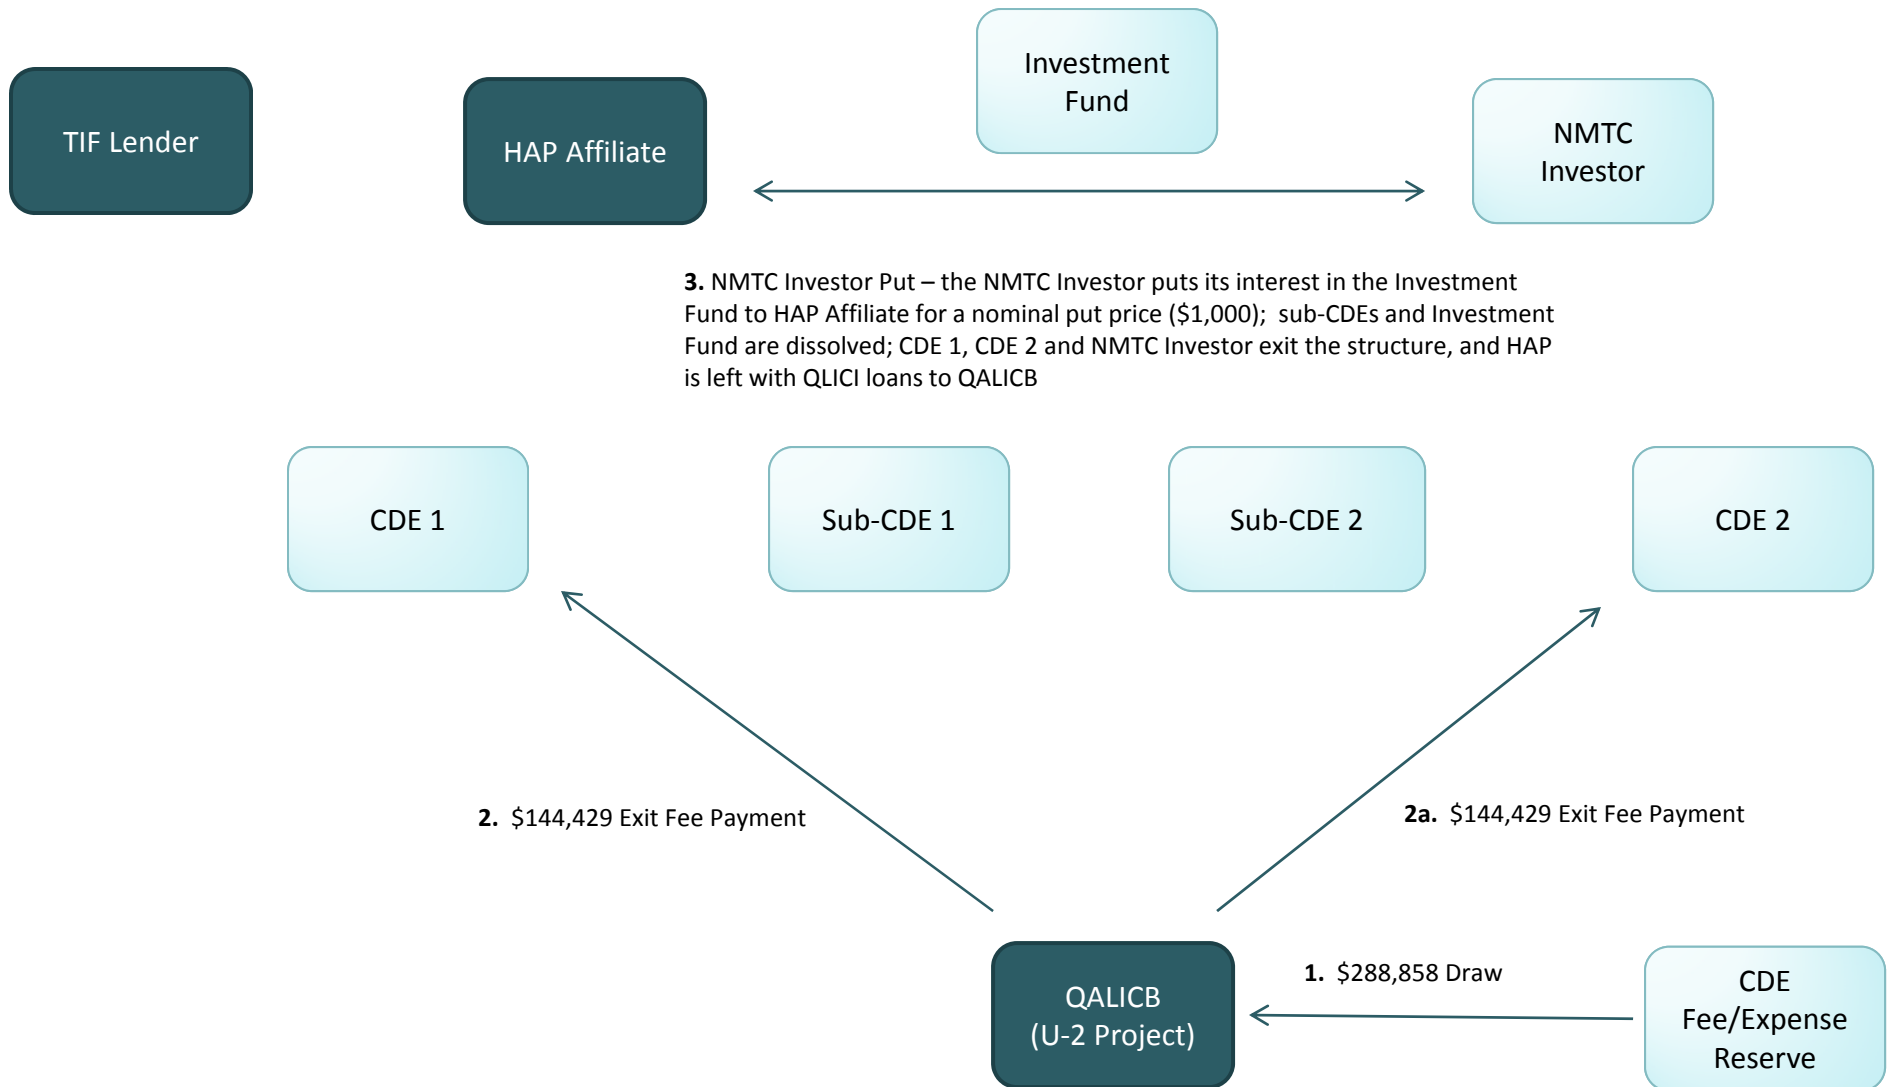 Investment
Fund
TIF Lender
HAP Affiliate
NMTC
Investor
3. NMTC Investor Put – the NMTC Investor puts its interest in the Investment
Fund to HAP Affiliate for a nominal put price ($1,000);  sub-CDEs and Investment
Fund are dissolved; CDE 1, CDE 2 and NMTC Investor exit the structure, and HAP
is left with QLICI loans to QALICB
CDE 1
Sub-CDE 1
Sub-CDE 2
CDE 2
2.  $144,429 Exit Fee Payment
2a.  $144,429 Exit Fee Payment
QALICB
(U-2 Project)
1.  $288,858 Draw
CDE
Fee/Expense
Reserve